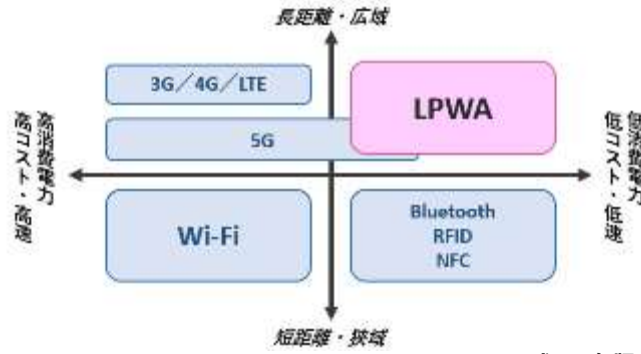 長距離・広域
3G/4G/LTE
LPWA
5G
高消費電力
高コスト・高速
低消費電力
低コスト・低速
Wi-Fi
Bluetooth
RFID
NFC
短距離・狭域